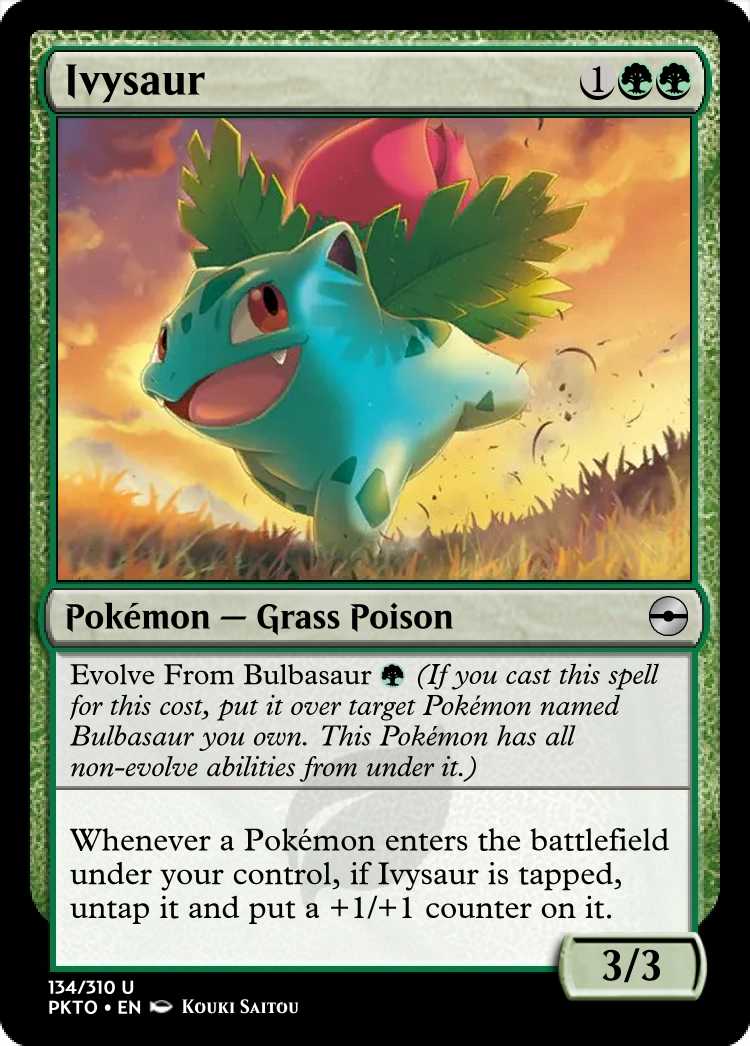 Ivysaur 1
Pokémon — Grass Poison
Evolve From Bulbasaur (If you cast this spell
for this cost, put it over target Pokémon named
Bulbasaur you own. This Pokémon has all
non-evolve abilities from under it.)
Whenever a Pokémon enters the battlefield
under your control, if Ivysaur is tapped,
untap it and put a +1/+1 counter on it.
3/3
134/310 U
PKTO • EN Kouki Saitou